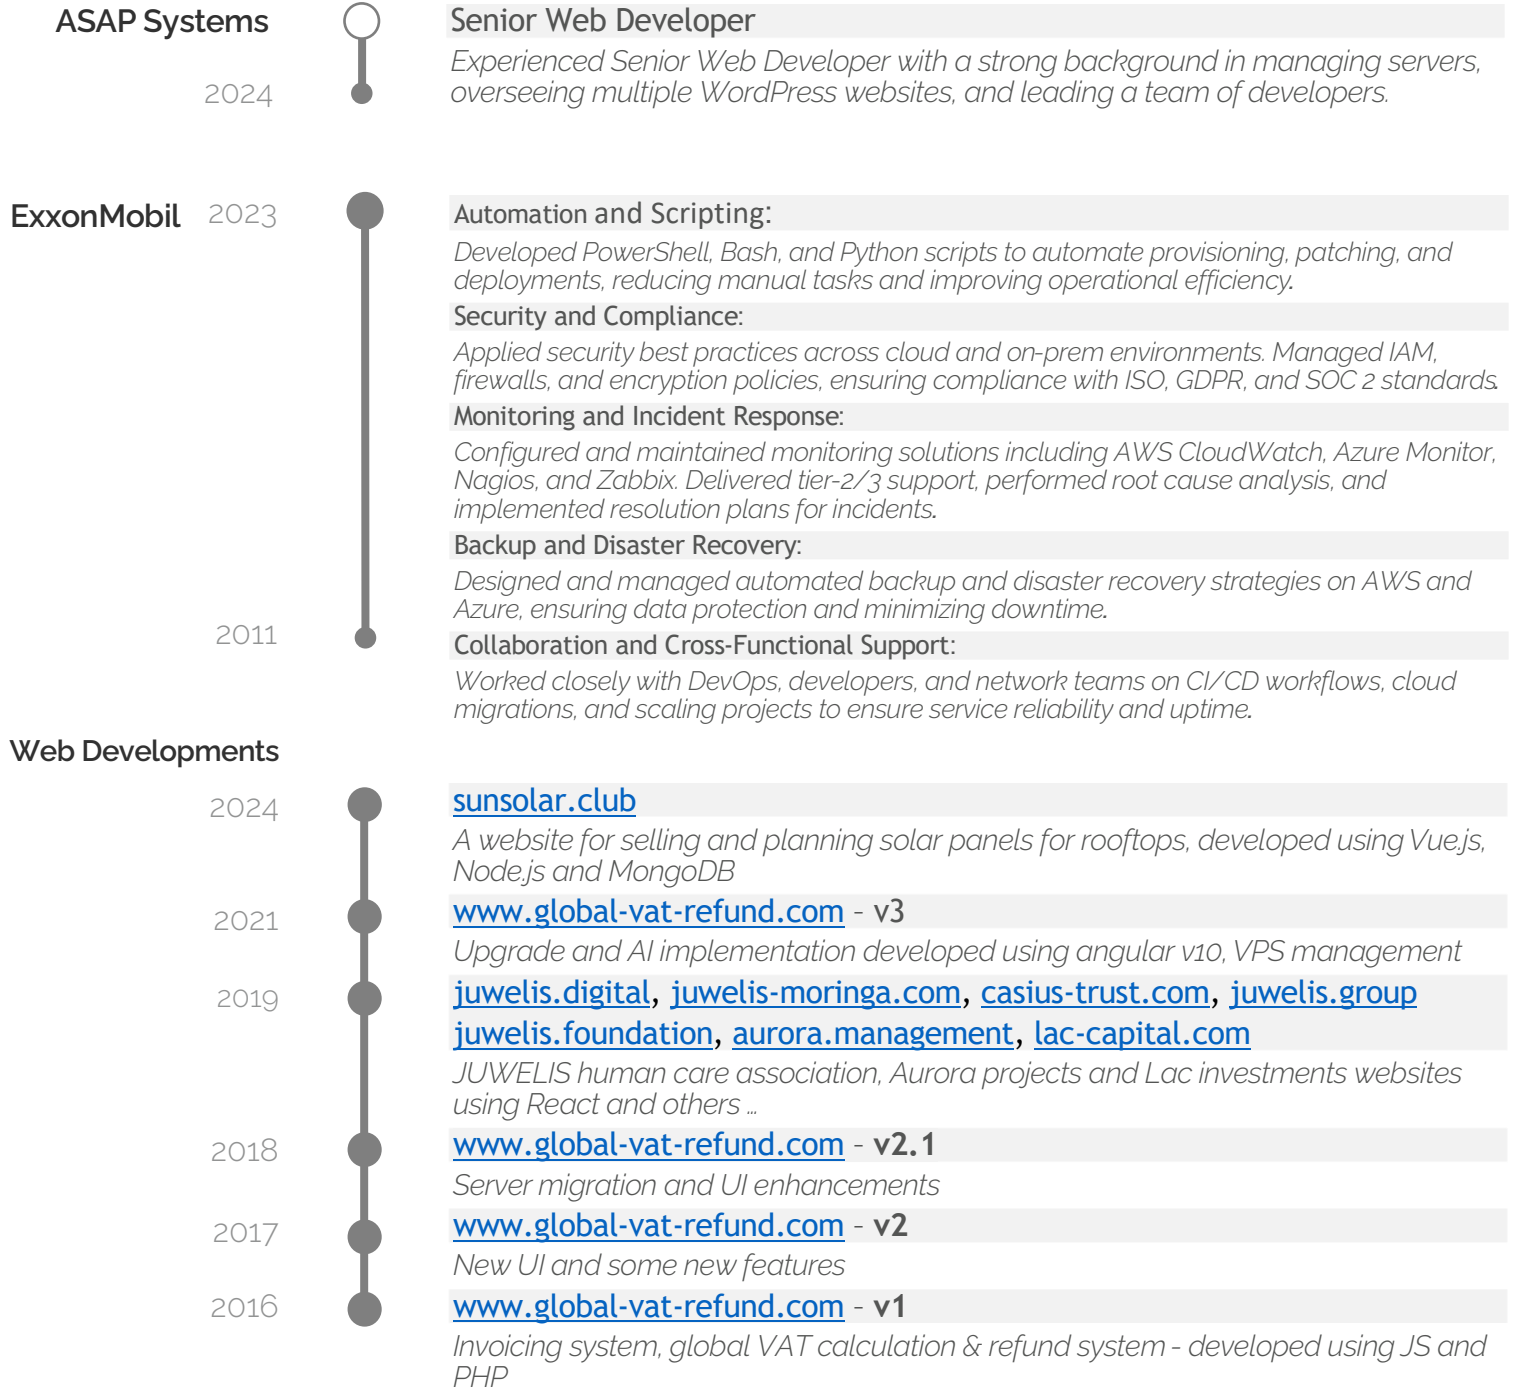 ASAP Systems
Senior Web Developer
Experienced Senior Web Developer with a strong background in managing servers,
2024
overseeing multiple WordPress websites, and leading a team of developers.
ExxonMobil 2023
Automation and Scripting:
Developed PowerShell, Bash, and Python scripts to automate provisioning, patching, and
deployments, reducing manual tasks and improving operational efficiency.
Security and Compliance:
Applied security best practices across cloud and on-prem environments. Managed IAM,
firewalls, and encryption policies, ensuring compliance with ISO, GDPR, and SOC 2 standards.
Monitoring and Incident Response:
Configured and maintained monitoring solutions including AWS CloudWatch, Azure Monitor,
Nagios, and Zabbix. Delivered tier-2/3 support, performed root cause analysis, and
implemented resolution plans for incidents.
Backup and Disaster Recovery:
Designed and managed automated backup and disaster recovery strategies on AWS and
Azure, ensuring data protection and minimizing downtime.
2011
Collaboration and Cross-Functional Support:
Worked closely with DevOps, developers, and network teams on CI/CD workflows, cloud
migrations, and scaling projects to ensure service reliability and uptime.
Web Developments
2024
sunsolar.club
A website for selling and planning solar panels for rooftops, developed using Vue.js,
Node.js and MongoDB
2021
www.global-vat-refund.com - v3
Upgrade and AI implementation developed using angular v10, VPS management
2019
juwelis.digital, juwelis-moringa.com, casius-trust.com, juwelis.group
juwelis.foundation, aurora.management, lac-capital.com
JUWELIS human care association, Aurora projects and Lac investments websites
using React and others ...
2018
www.global-vat-refund.com - v2.1
Server migration and UI enhancements
2017
www.global-vat-refund.com - v2
New UI and some new features
2016
www.global-vat-refund.com - v1
Invoicing system, global VAT calculation & refund system - developed using JS and
PHP